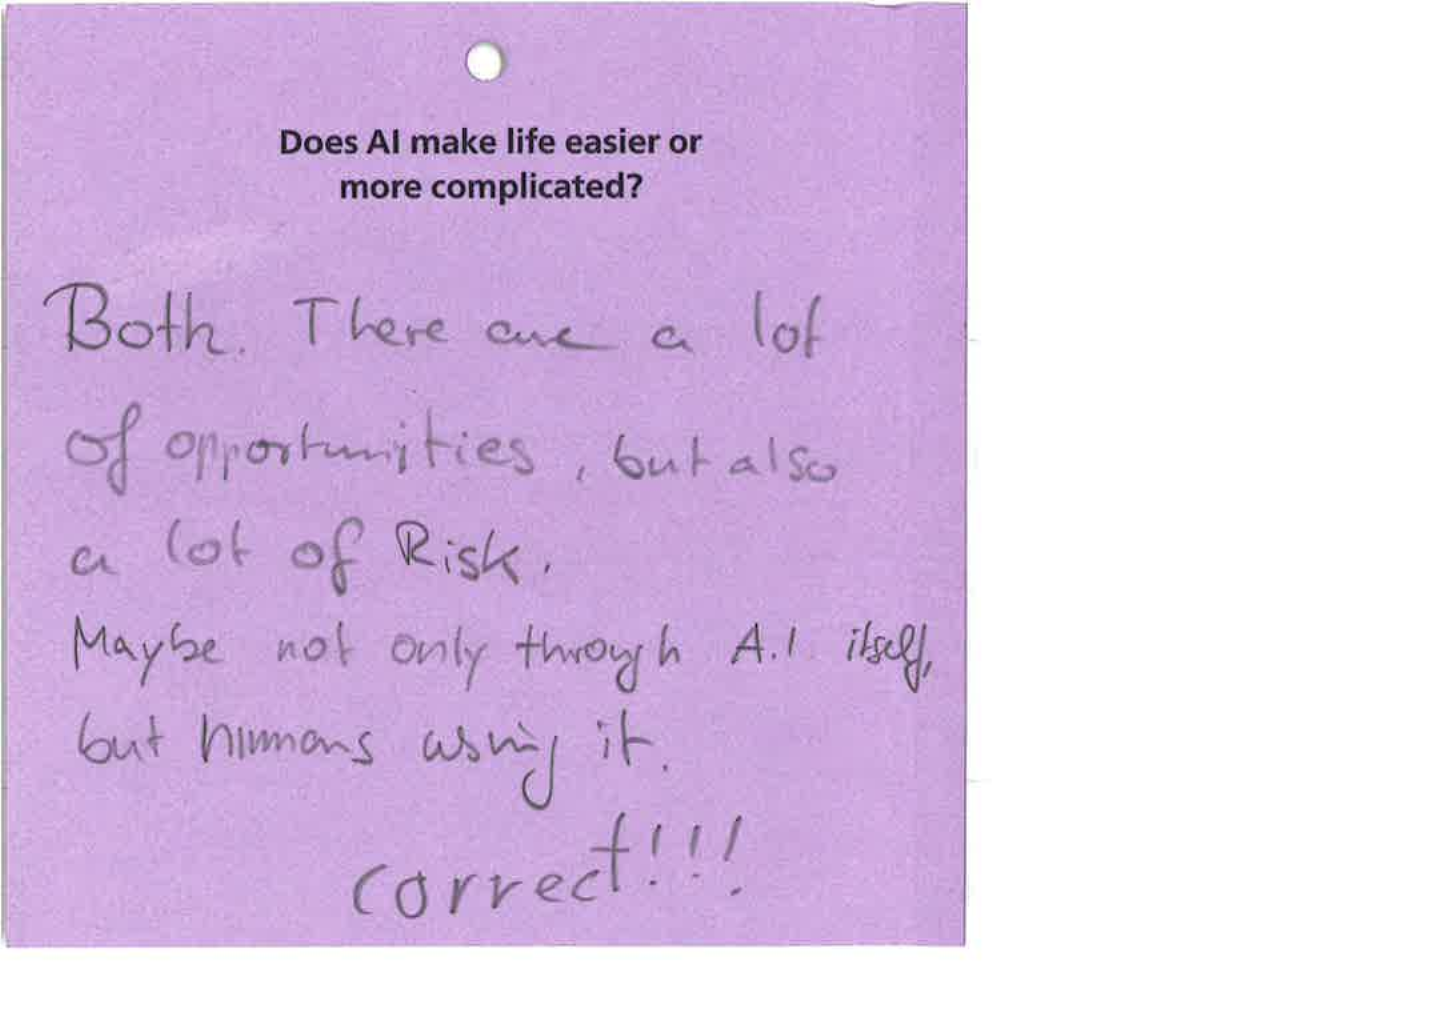 Does AI make life easier or
more complicated?
Both. There are a lot
of opportunities, but also
a lot of Risk.
Maybe not only through A.I itself,
but humans using it.
correct!!!